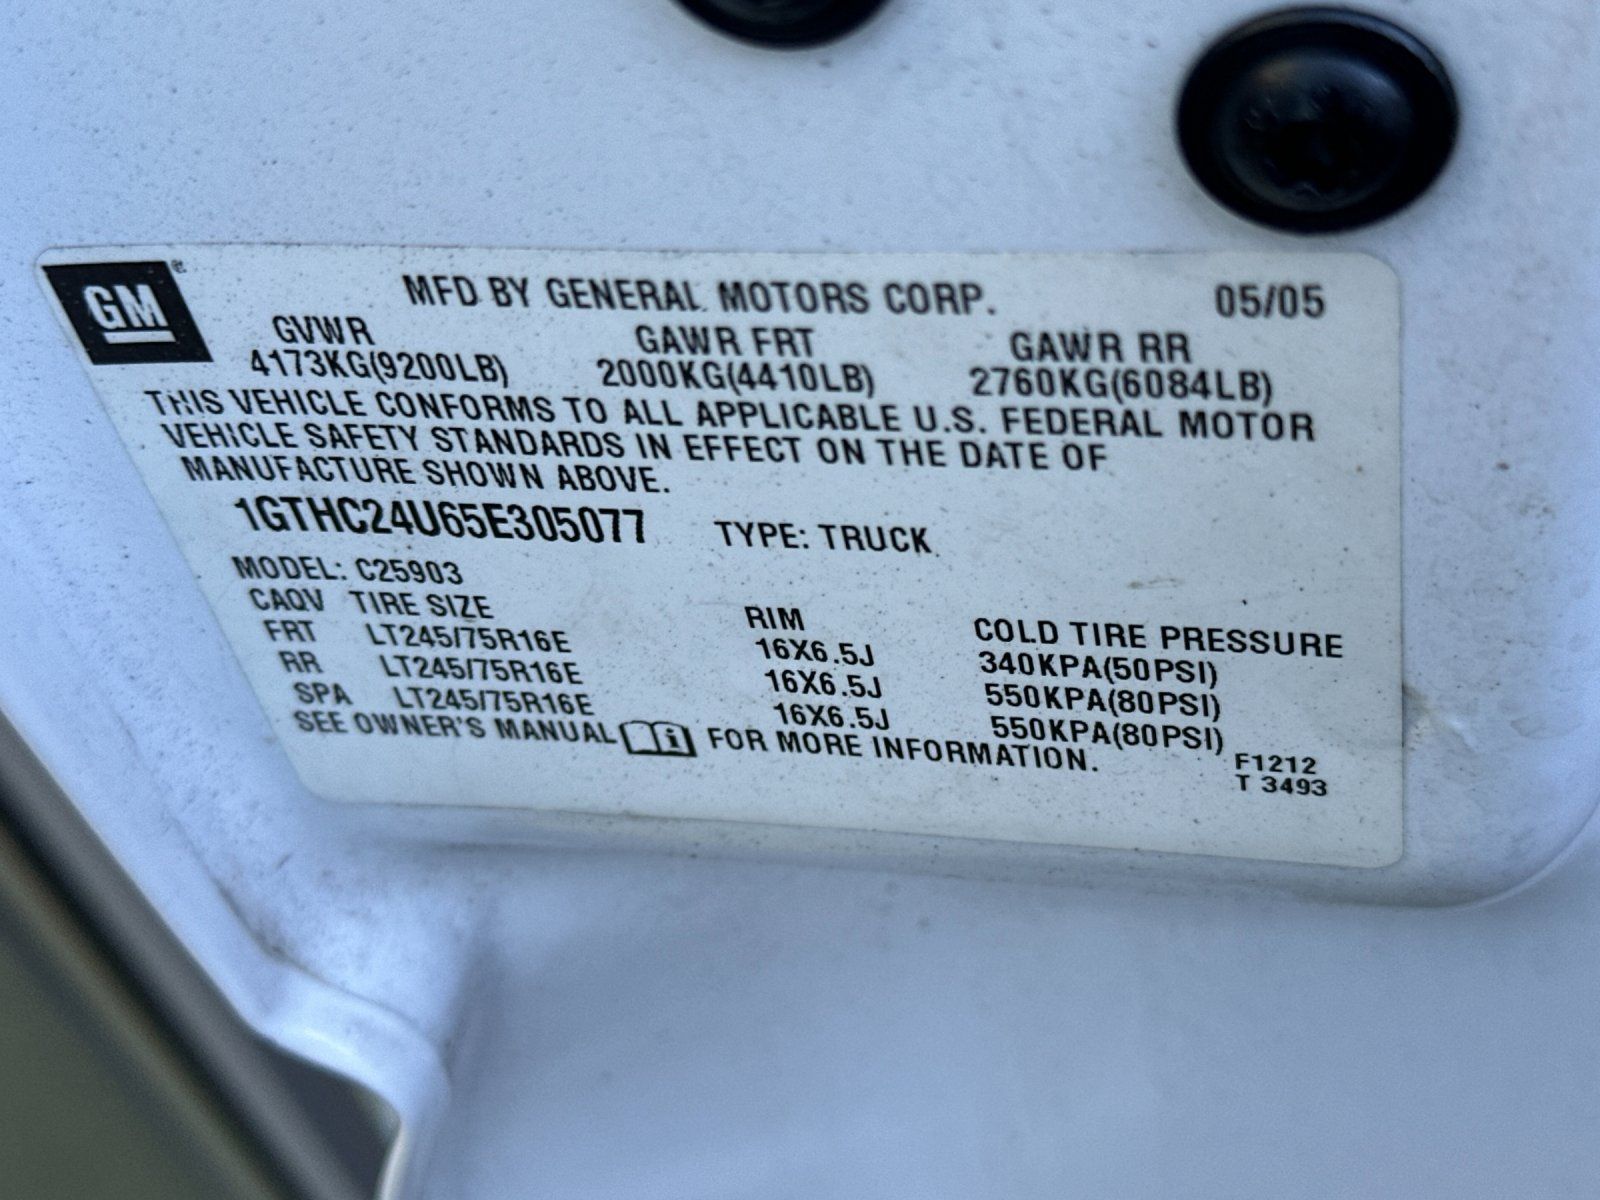 GM
MFD BY GENERAL MOTORS CORP. 05/05
GVWR GAWR FRT GAWR RR
4173KG(9200LB) 2000KG(4410LB) 2760KG(6084LB)
THIS VEHICLE CONFORMS TO ALL APPLICABLE U.S. FEDERAL MOTOR
VEHICLE SAFETY STANDARDS IN EFFECT ON THE DATE OF
MANUFACTURE SHOWN ABOVE.
1GTHC24U65E305077 TYPE: TRUCK
MODEL: C25903
CAQV TIRE SIZE RIM COLD TIRE PRESSURE
FRT LT245/75R16E 16X6.5J 340KPA(50PSI)
RR LT245/75R16E 16X6.5J 550KPA(80PSI)
SPA LT245/75R16E 16X6.5J 550KPA(80PSI)
SEE OWNER'S MANUAL i FOR MORE INFORMATION. F1212
T 3493